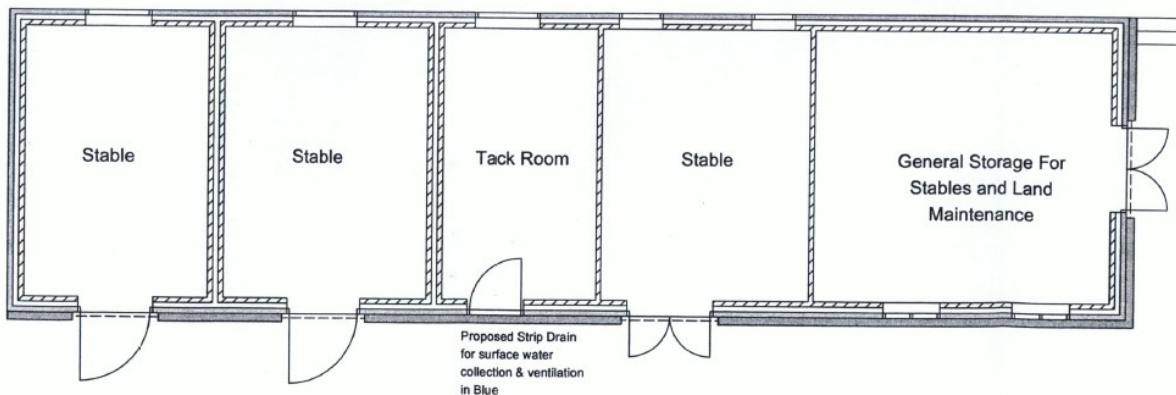 Stable
Stable
Tack Room
Stable
General Storage For
Stables and Land
Maintenance
Proposed Strip Drain
for surface water
collection & ventilation
in Blue